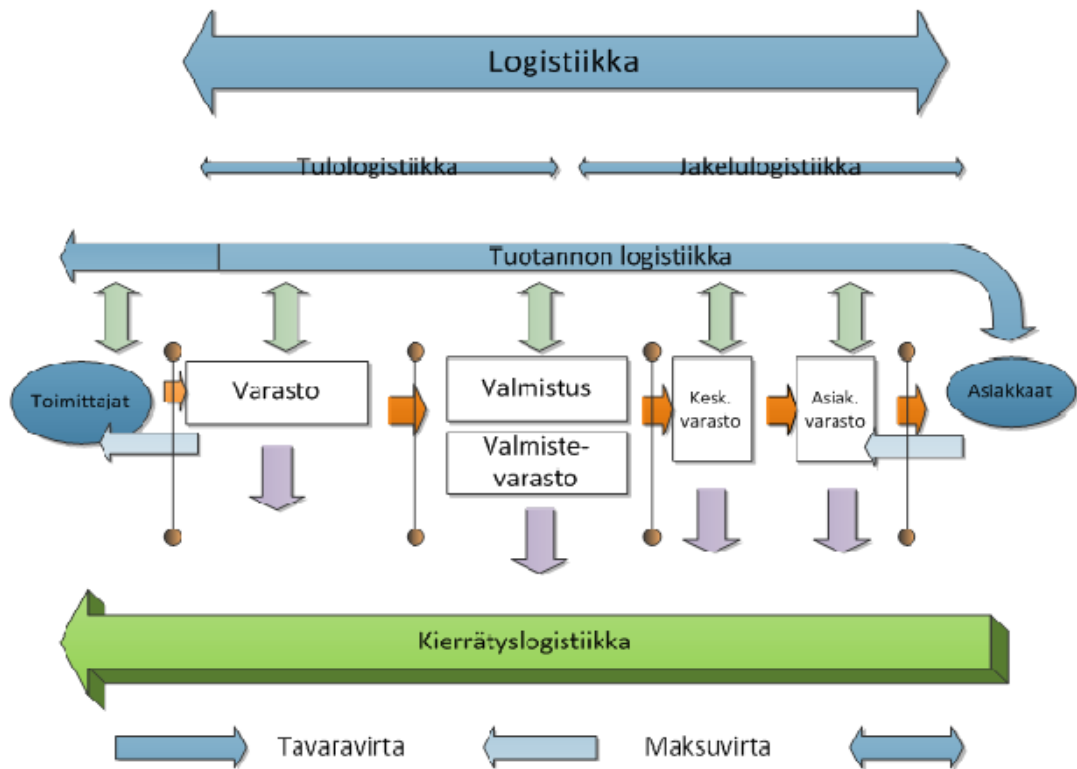 Logistiikka
Tulologistiikka
Jakelulogistiikka
Tuotannon logistiikka
Toimittajat
Varasto
Valmistus
Valmiste-
varasto
Kesk.
varasto
Asiak.
varasto
Asiakkaat
Kierrätyslogistiikka
Tavaravirta
Maksuvirta